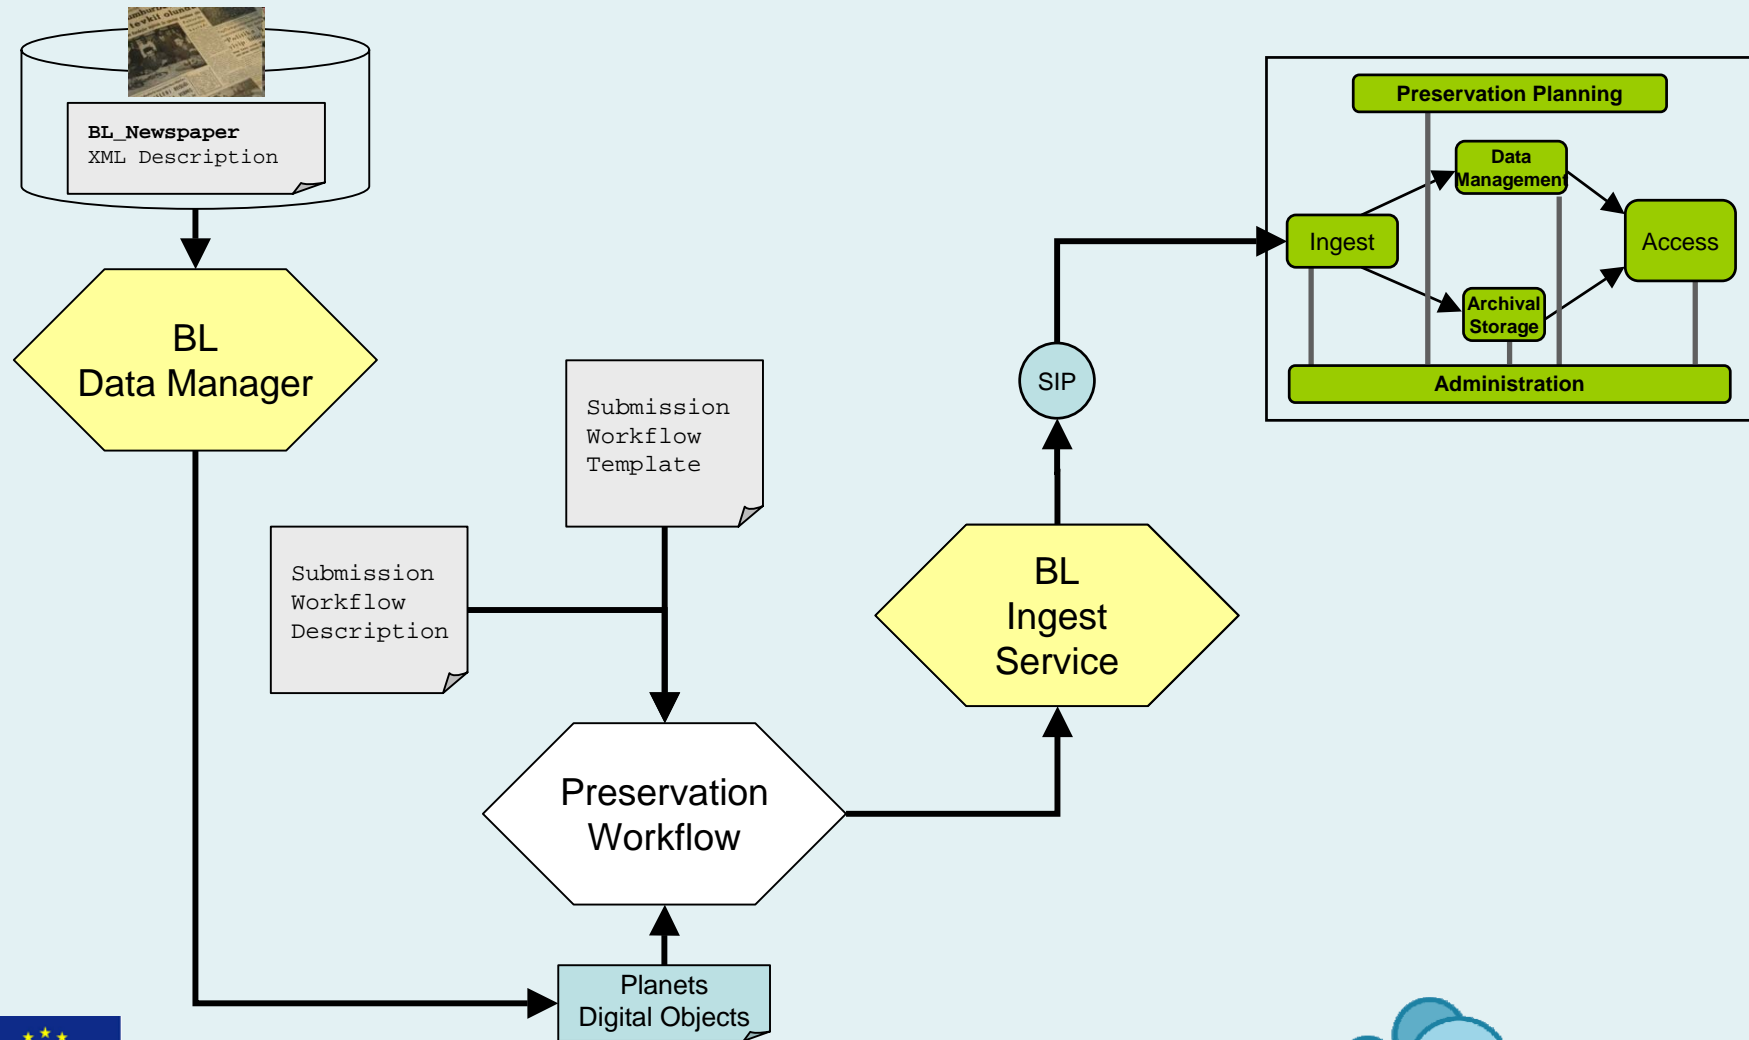 BL_Newspaper
XML Description
BL
Data Manager
Submission
Workflow
Template
Submission
Workflow
Description
Preservation
Workflow
Planets
Digital Objects
BL
Ingest
Service
SIP
Preservation Planning
Data
Management
Ingest
Access
Archival
Storage
Administration